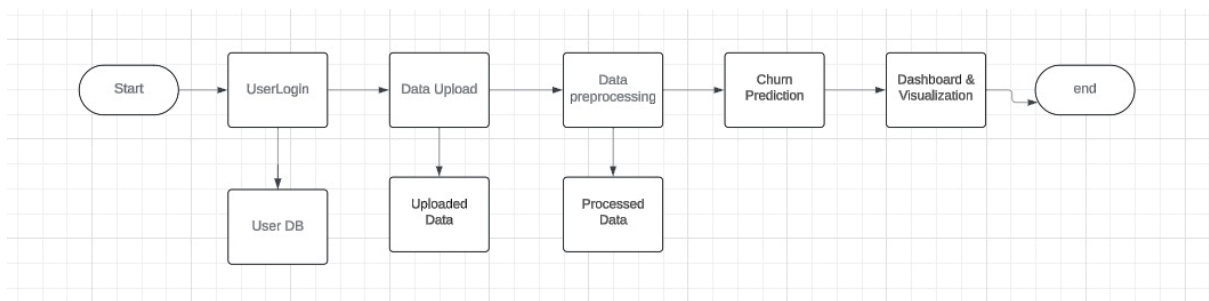 Start
UserLogin
Data Upload
Data
preprocessing
Churn
Prediction
Dashboard &
Visualization
end
User DB
Uploaded
Data
Processed
Data